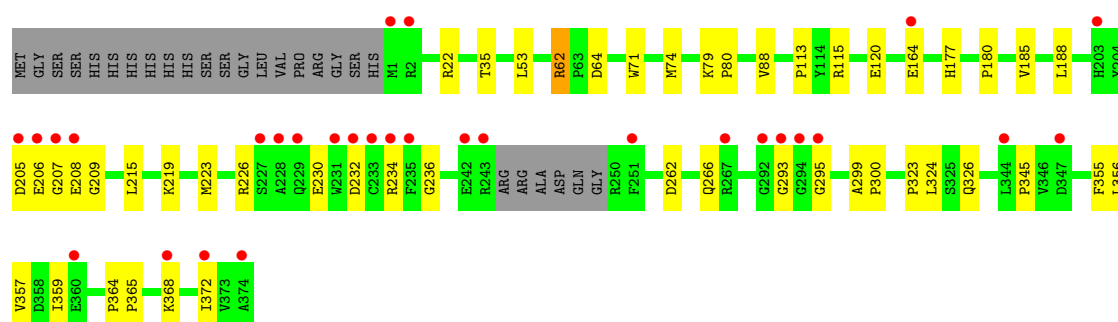 MET GLY SER SER HIS HIS HIS HIS HIS HIS SER SER GLY LEU VAL PRO ARG GLY SER HIS M1 R2 R22 T35 L53 R62 P63 D64 W71 M74 K79 P80 V88 P113 Y114 R115 E120 E164 H177 P180 V185 L188 H203
D205 E206 G207 E208 G209 L215 K219 M223 R226 S227 A228 Q229 E230 W231 D232 C233 R234 F235 G236 E242 R243 ARG ARG ALA ASP GLN GLY R250 F251 D262 Q266 R267 G292 G293 G294 G295 A299 P300 P323 L324 S325 Q326 L344 P345 V346 D347 F355
V357 D358 I359 E360 P364 P365 K368 I372 V373 A374